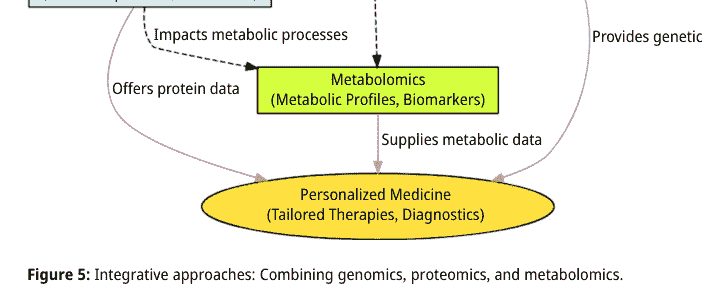 Impacts metabolic processes
Provides genetic
Offers protein data
Metabolomics
(Metabolic Profiles, Biomarkers)
Supplies metabolic data
Personalized Medicine
(Tailored Therapies, Diagnostics)
Figure 5: Integrative approaches: Combining genomics, proteomics, and metabolomics.